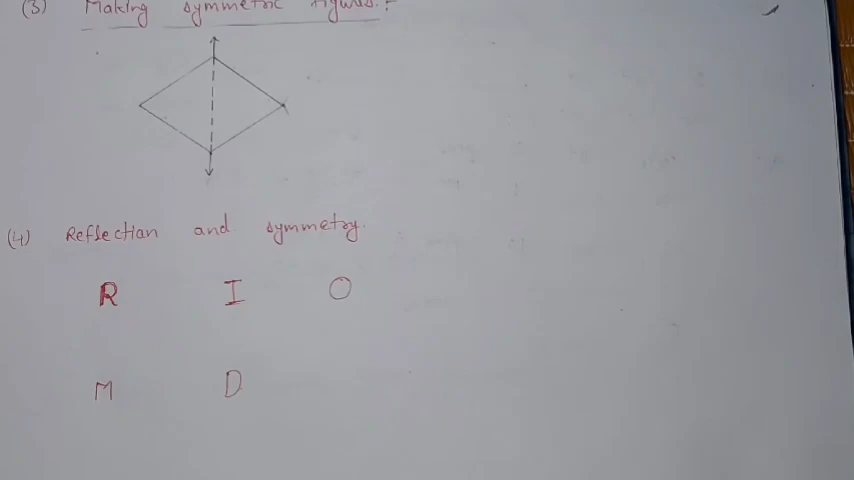 (3) Making symmetric figures:-
(4) Reflection and symmetry.
R I O
M D